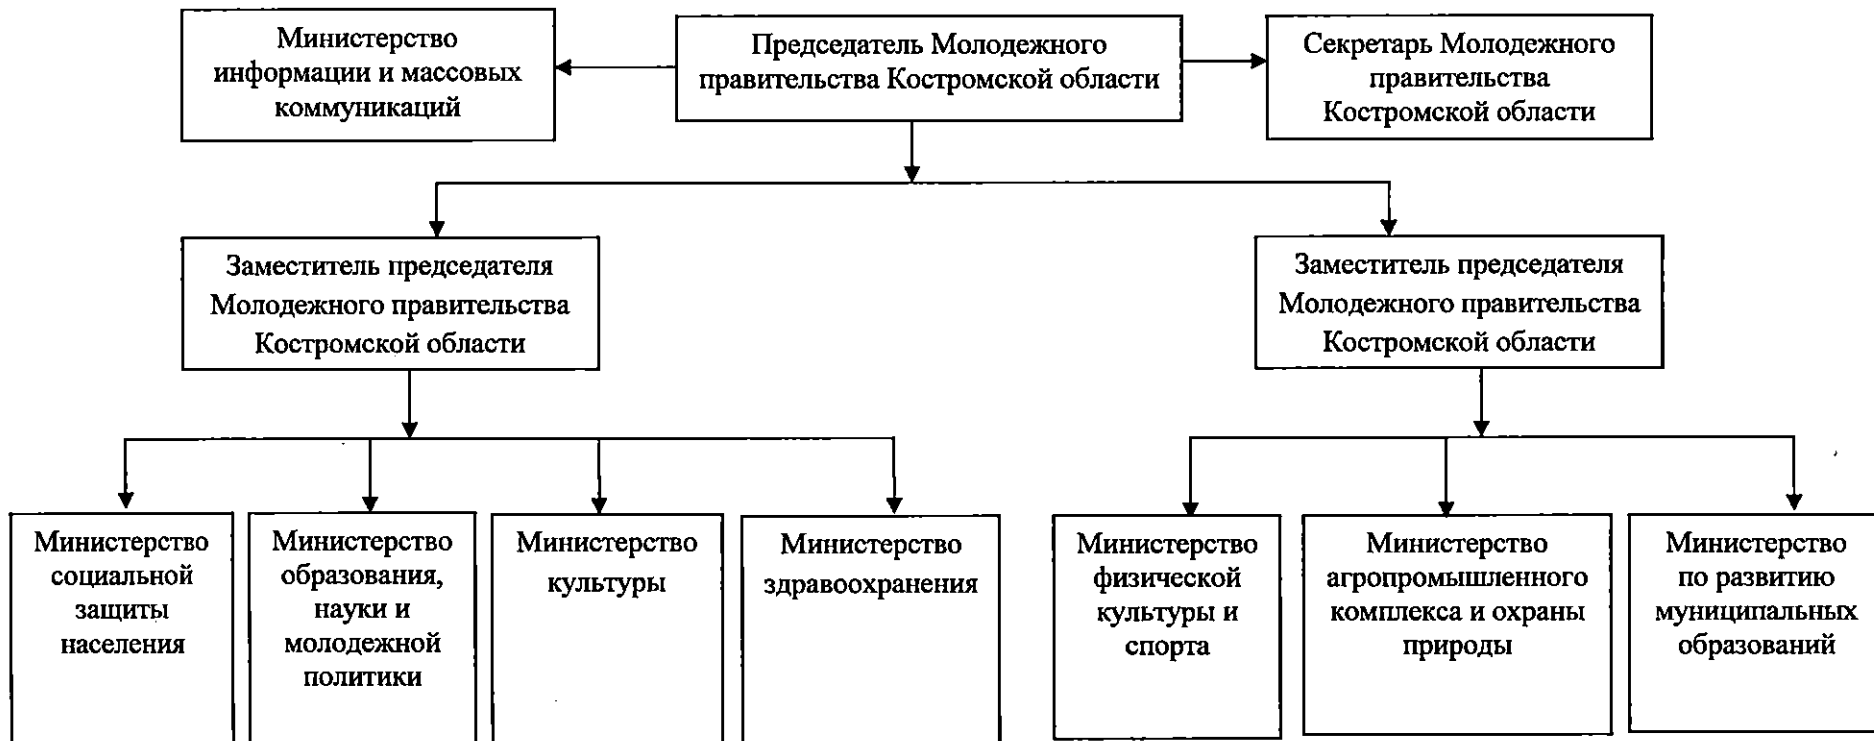 Министерство
информации и массовых
коммуникаций
Председатель Молодежного
правительства Костромской области
Секретарь Молодежного
правительства
Костромской области
Заместитель председателя
Молодежного правительства
Костромской области
Заместитель председателя
Молодежного правительства
Костромской области
Министерство
социальной
защиты
населения
Министерство
образования,
науки и
молодежной
политики
Министерство
культуры
Министерство
здравоохранения
Министерство
физической
культуры и
спорта
Министерство
агропромышленного
комплекса и охраны
природы
Министерство
по развитию
муниципальных
образований